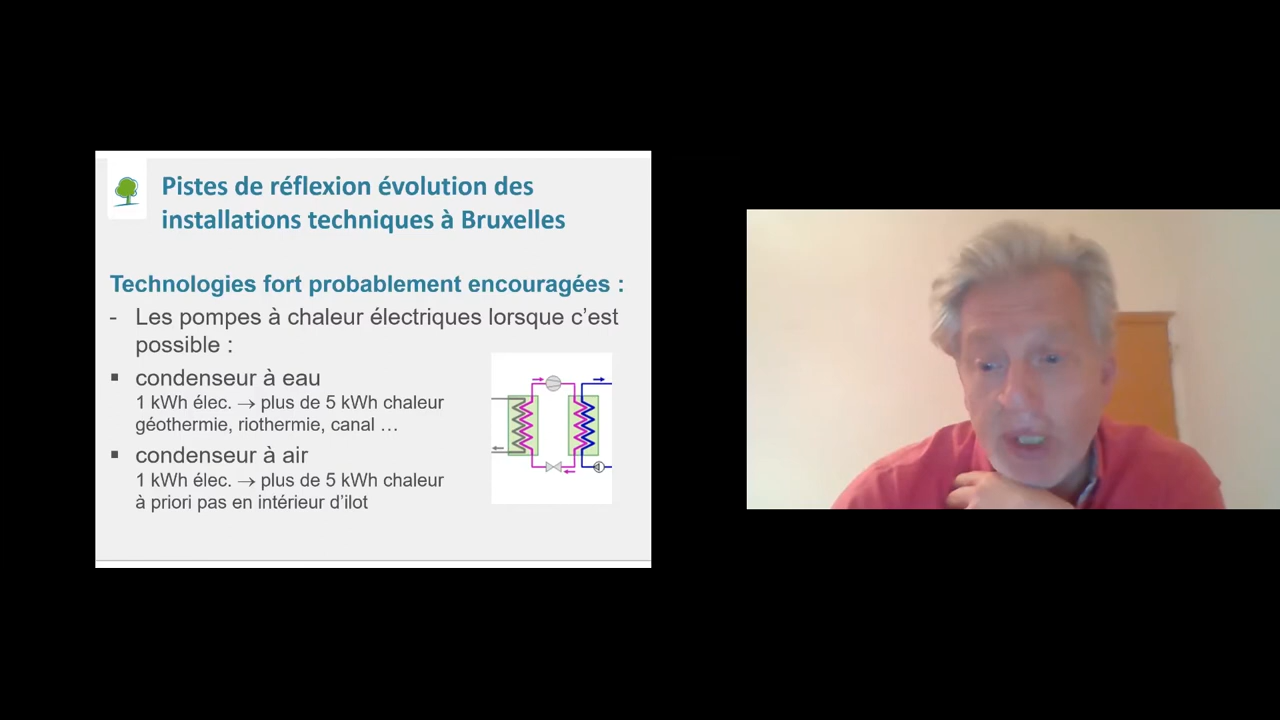 Pistes de réflexion évolution des
installations techniques à Bruxelles
Technologies fort probablement encouragées :
- Les pompes à chaleur électriques lorsque c’est
possible :
▪ condenseur à eau
1 kWh élec. → plus de 5 kWh chaleur
géothermie, riothermie, canal …
▪ condenseur à air
1 kWh élec. → plus de 5 kWh chaleur
à priori pas en intérieur d’ilot